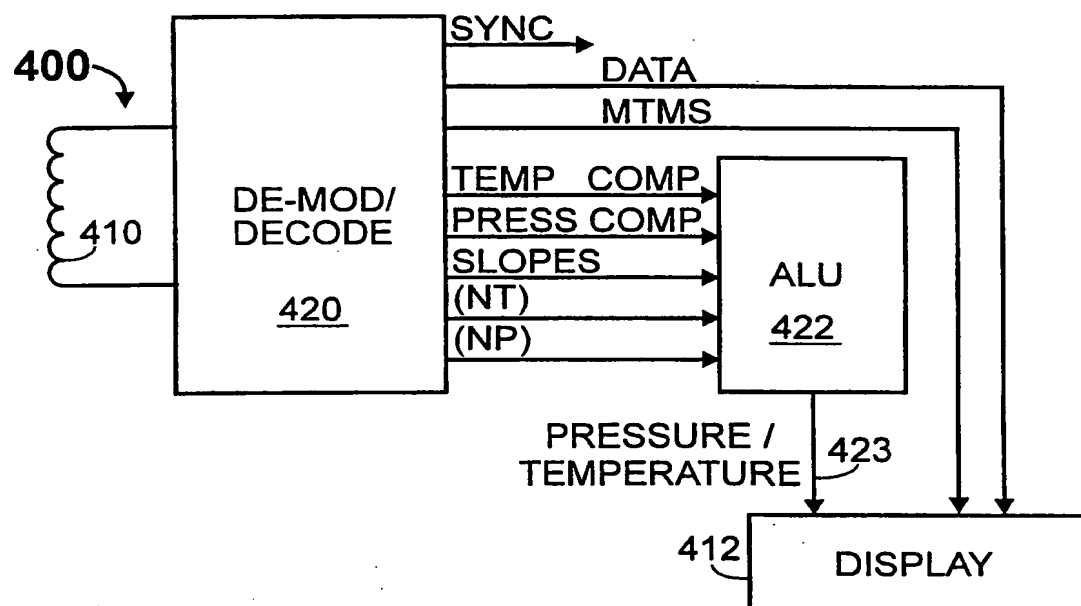 SYNC
400
DATA
MTMS
DE-MOD/
DECODE
420
410
TEMP COMP
PRESS COMP
SLOPES
(NT)
(NP)
ALU
422
PRESSURE /
TEMPERATURE
423
412
DISPLAY